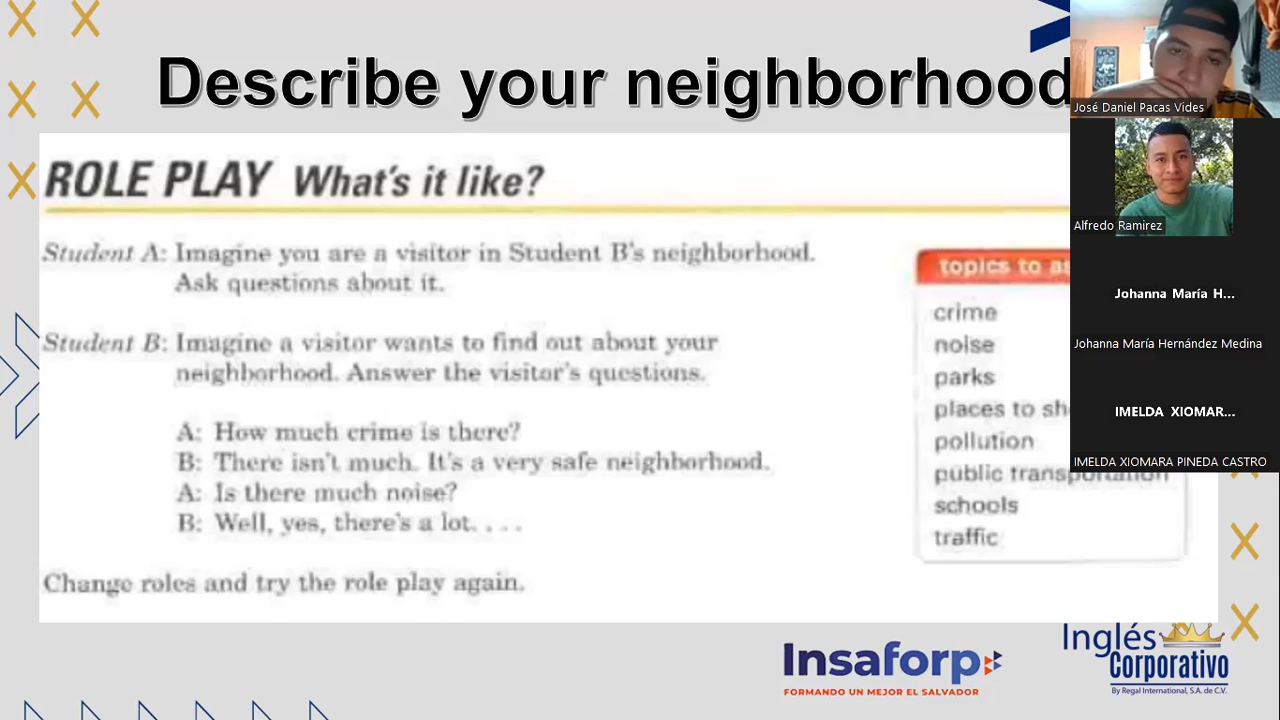 Describe your neighborhood
ROLE PLAY What's it like?
Student A: Imagine you are a visitor in Student B's neighborhood.
Ask questions about it.
Student B: Imagine a visitor wants to find out about your
neighborhood. Answer the visitor's questions.
A: How much crime is there?
B: There isn't much. It's a very safe neighborhood.
A: Is there much noise?
B: Well, yes, there's a lot. . . .
Change roles and try the role play again.
topics to
crime
noise
parks
places to
pollution
public transportation
schools
traffic
José Daniel Pacas Vides
Alfredo Ramirez
Johanna María H...
Johanna María Hernández Medina
IMELDA XIOMAR...
IMELDA XIOMARA PINEDA CASTRO
Insaforp
FORMANDO UN MEJOR EL SALVADOR
Inglés
Corporativo
By Regal International, S.A. de C.V.